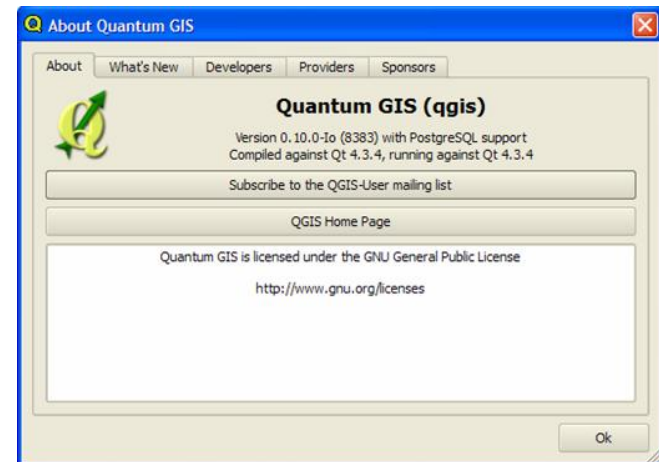 About Quantum GIS
About What's New Developers Providers Sponsors
Quantum GIS (qgis)
Version 0.10.0-Io (8383) with PostgreSQL support
Compiled against Qt 4.3.4, running against Qt 4.3.4
Subscribe to the QGIS-User mailing list
QGIS Home Page
Quantum GIS is licensed under the GNU General Public License
http://www.gnu.org/licenses
Ok